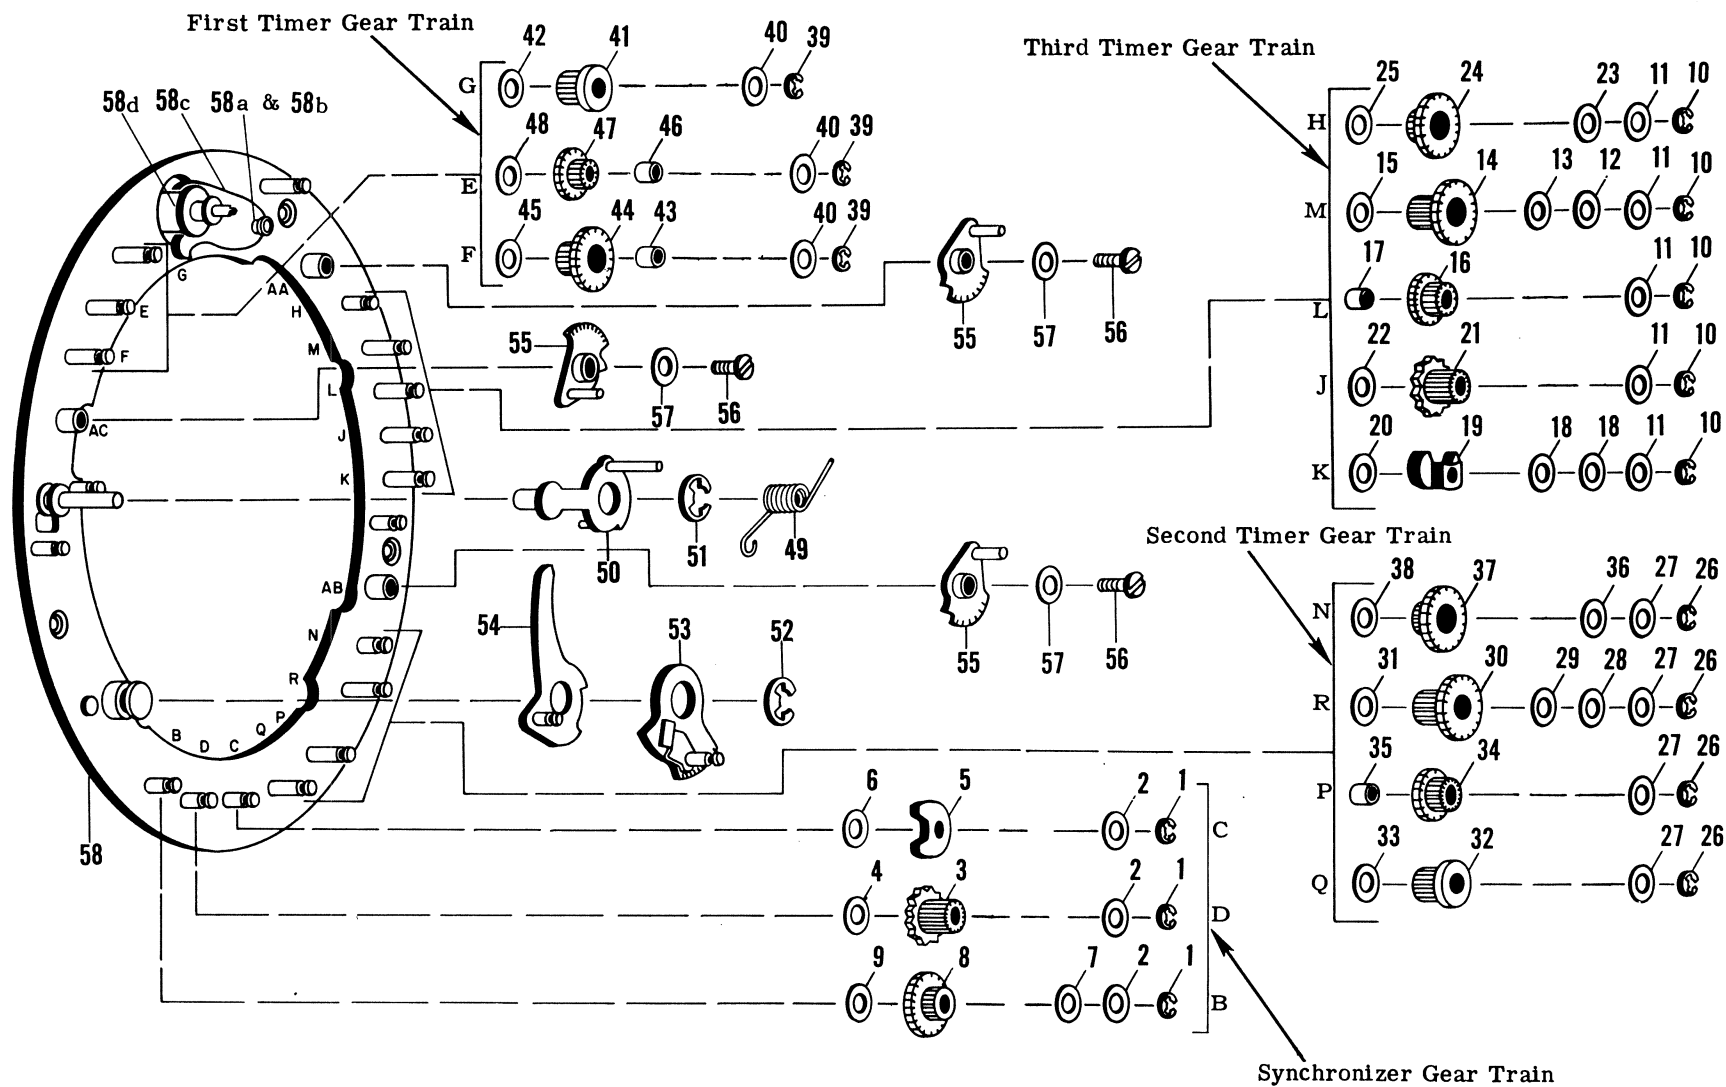 First Timer Gear Train
42 41 40 39
G
48 47 46 40 39
E
45 44 43 40 39
F
Third Timer Gear Train
25 24 23 11 10
H
15 14 13 12 11 10
M
17 16 11 10
L
22 21 11 10
J
20 19 18 18 11 10
K
58d 58c 58a & 58b
G
AA
E
H
F
M
L
AC
J
K
AB
N
R
P
Q
B D C
58
55 57 56
55 57 56
50 51 49
54 53 52
55 57 56
Second Timer Gear Train
38 37 36 27 26
N
31 30 29 28 27 26
R
35 34 27 26
P
33 32 27 26
Q
6 5 2 1
C
4 3 2 1
D
9 8 7 2 1
B
Synchronizer Gear Train